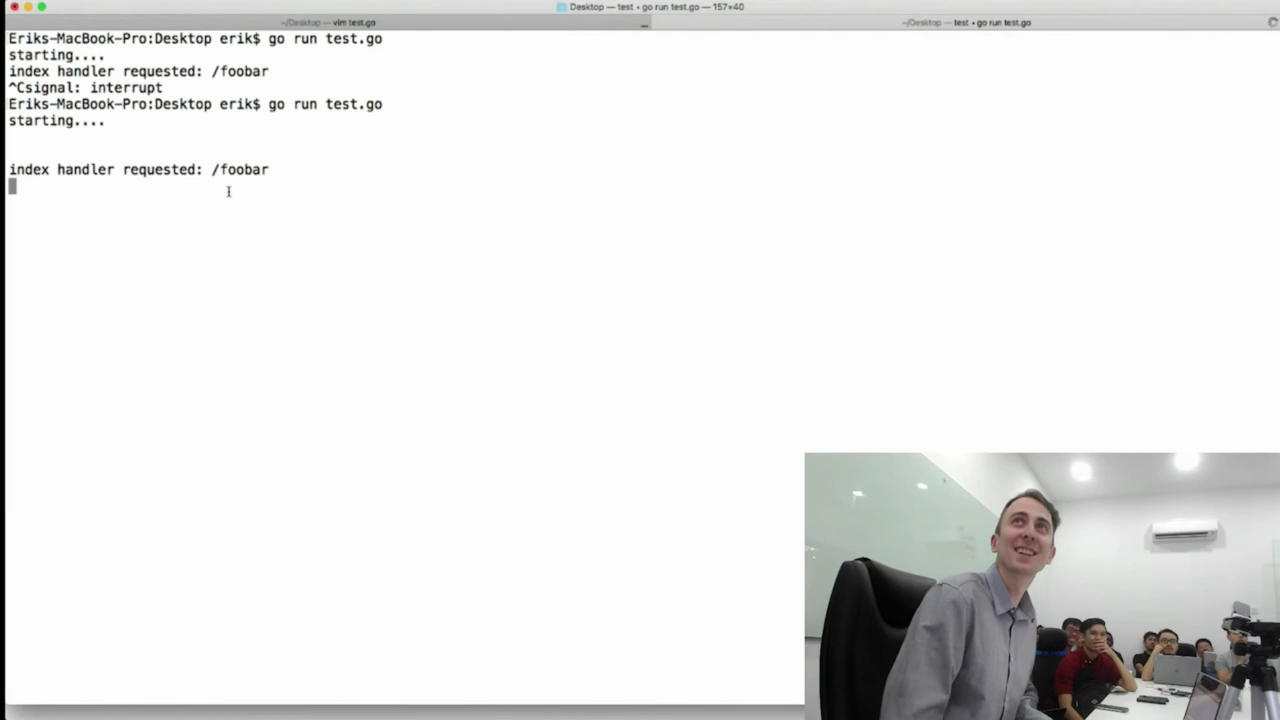 Desktop — test • go run test.go — 157×40
~/Desktop — vim test.go
... ~/Desktop — test • go run test.go
Eriks-MacBook-Pro:Desktop erik$ go run test.go
starting....
index handler requested: /foobar
^Csignal: interrupt
Eriks-MacBook-Pro:Desktop erik$ go run test.go
starting....
index handler requested: /foobar